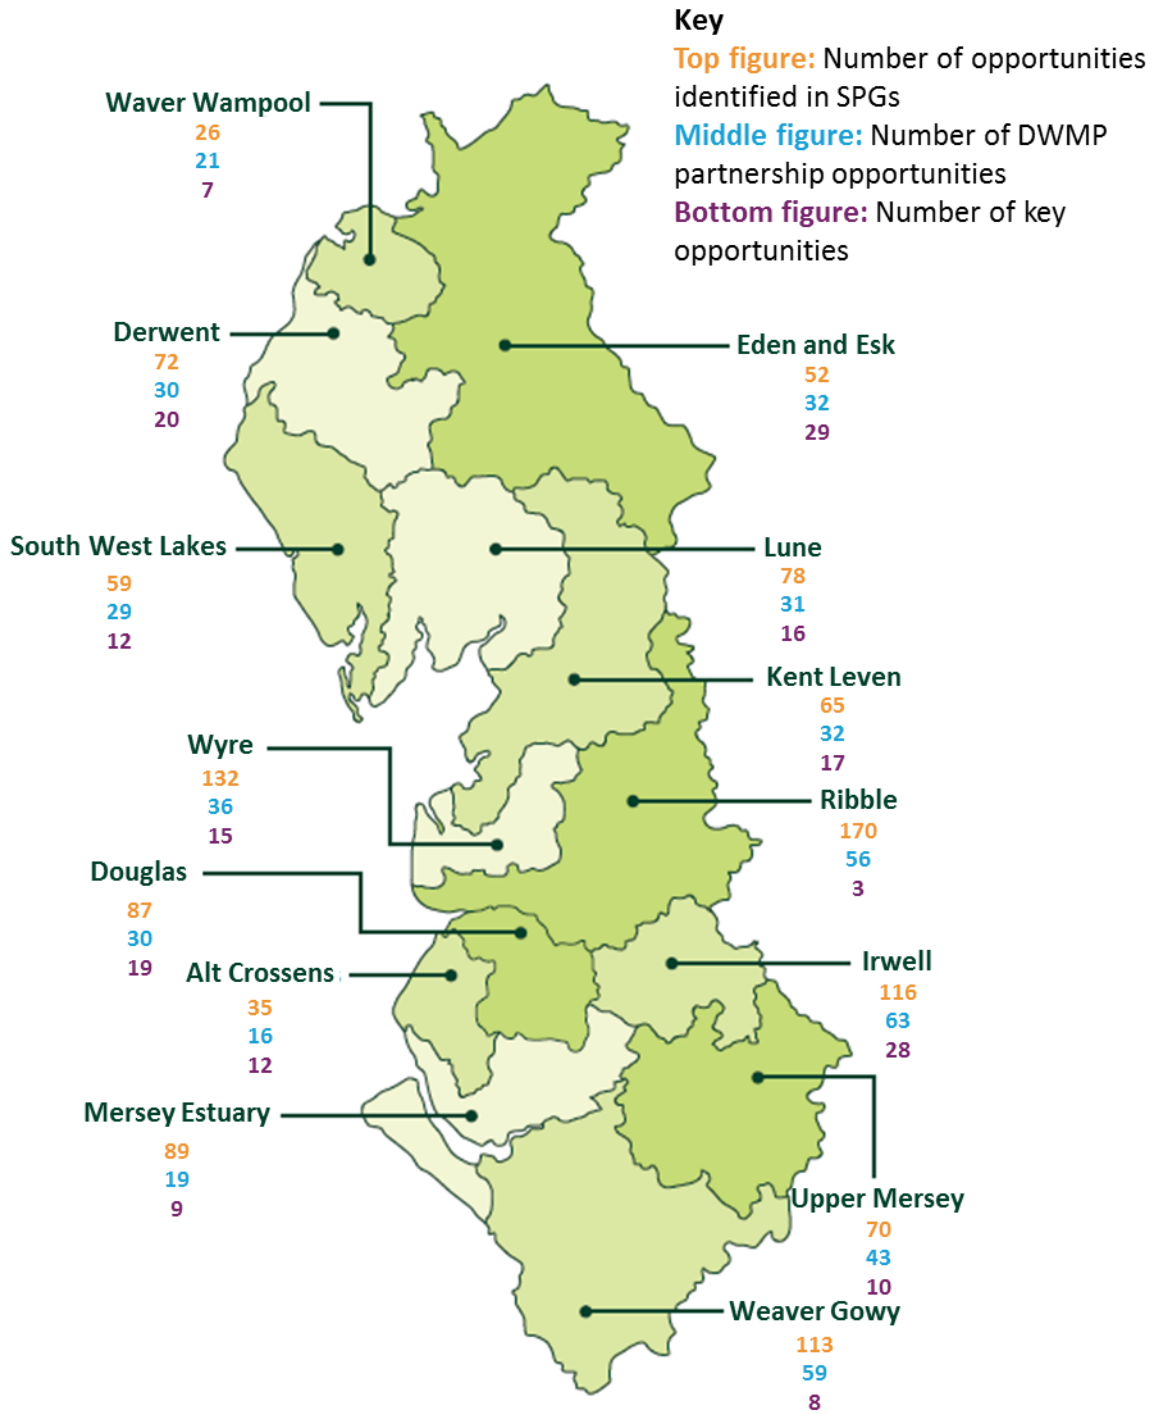 Key
Top figure: Number of opportunities
identified in SPGs
Middle figure: Number of DWMP
partnership opportunities
Bottom figure: Number of key
opportunities
Waver Wampool
26
21
7
Derwent
72
30
20
Eden and Esk
52
32
29
South West Lakes
59
29
12
Lune
78
31
16
Kent Leven
65
32
17
Wyre
132
36
15
Ribble
170
56
3
Douglas
87
30
19
Alt Crossens
35
16
12
Irwell
116
63
28
Mersey Estuary
89
19
9
Upper Mersey
70
43
10
Weaver Gowy
113
59
8